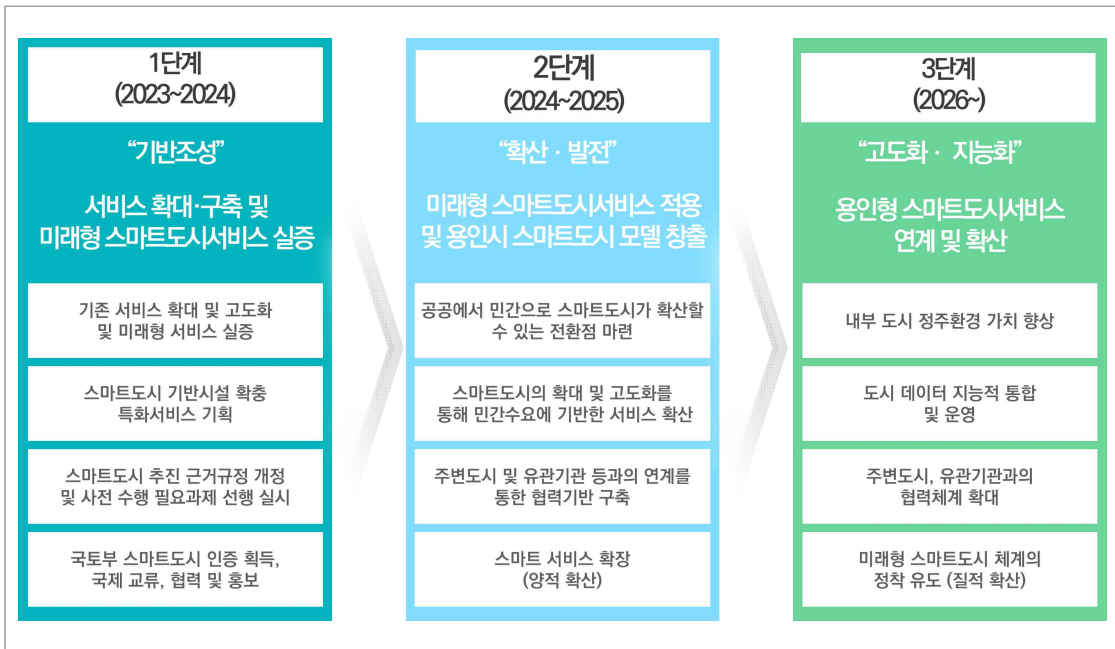 1단계
(2023~2024)
“기반조성”
서비스 확대·구축 및
미래형 스마트도시서비스 실증
기존 서비스 확대 및 고도화
및 미래형 서비스 실증
스마트도시 기반시설 확충
특화서비스 기획
스마트도시 추진 근거규정 개정
및 사전 수행 필요과제 선행 실시
국토부 스마트도시 인증 획득,
국제 교류, 협력 및 홍보
2단계
(2024~2025)
“확산 · 발전”
미래형 스마트도시서비스 적용
및 용인시 스마트도시 모델 창출
공공에서 민간으로 스마트도시가 확산할
수 있는 전환점 마련
스마트도시의 확대 및 고도화를
통해 민간수요에 기반한 서비스 확산
주변도시 및 유관기관 등과의 연계를
통한 협력기반 구축
스마트 서비스 확장
(양적 확산)
3단계
(2026~)
“고도화 · 지능화”
용인형 스마트도시서비스
연계 및 확산
내부 도시 정주환경 가치 향상
도시 데이터 지능적 통합
및 운영
주변도시, 유관기관과의
협력체계 확대
미래형 스마트도시 체계의
정착 유도 (질적 확산)